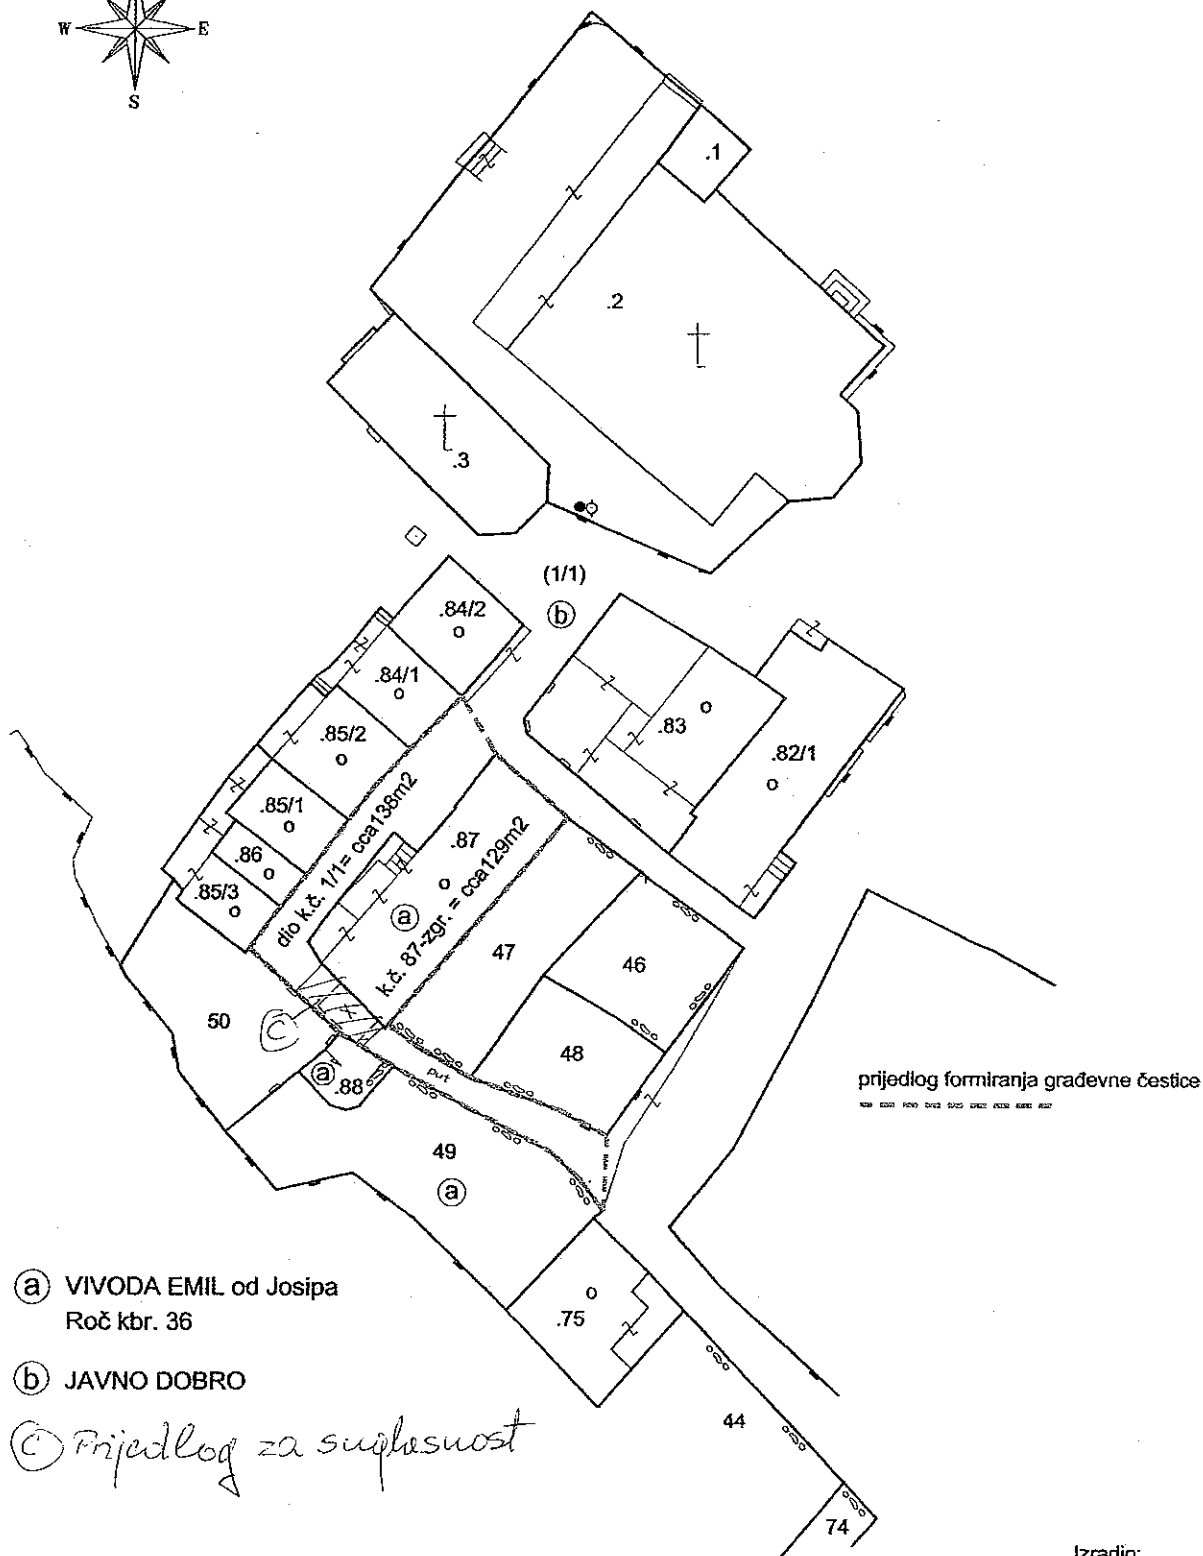 W
E
S
.1
.2
.3
(1/1)
b
.84/2
.84/1
.85/2
.85/1
.86
.85/3
.83
.82/1
dio k.č. 1/1= cca138m2
.87
a
k.č. 87-zgr. = cca129m2
47
46
48
50
C
a
.88
put
49
a
prijedlog formiranja građevne čestice
.75
44
74
a VIVODA EMIL od Josipa
Roč kbr. 36
b JAVNO DOBRO
C Prijedlog za suglasnost
Izradio: